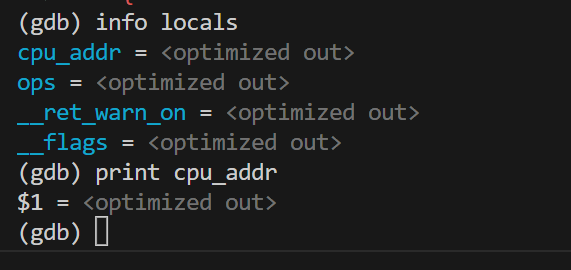 (gdb) info locals
cpu_addr = <optimized out>
ops = <optimized out>
__ret_warn_on = <optimized out>
__flags = <optimized out>
(gdb) print cpu_addr
$1 = <optimized out>
(gdb)